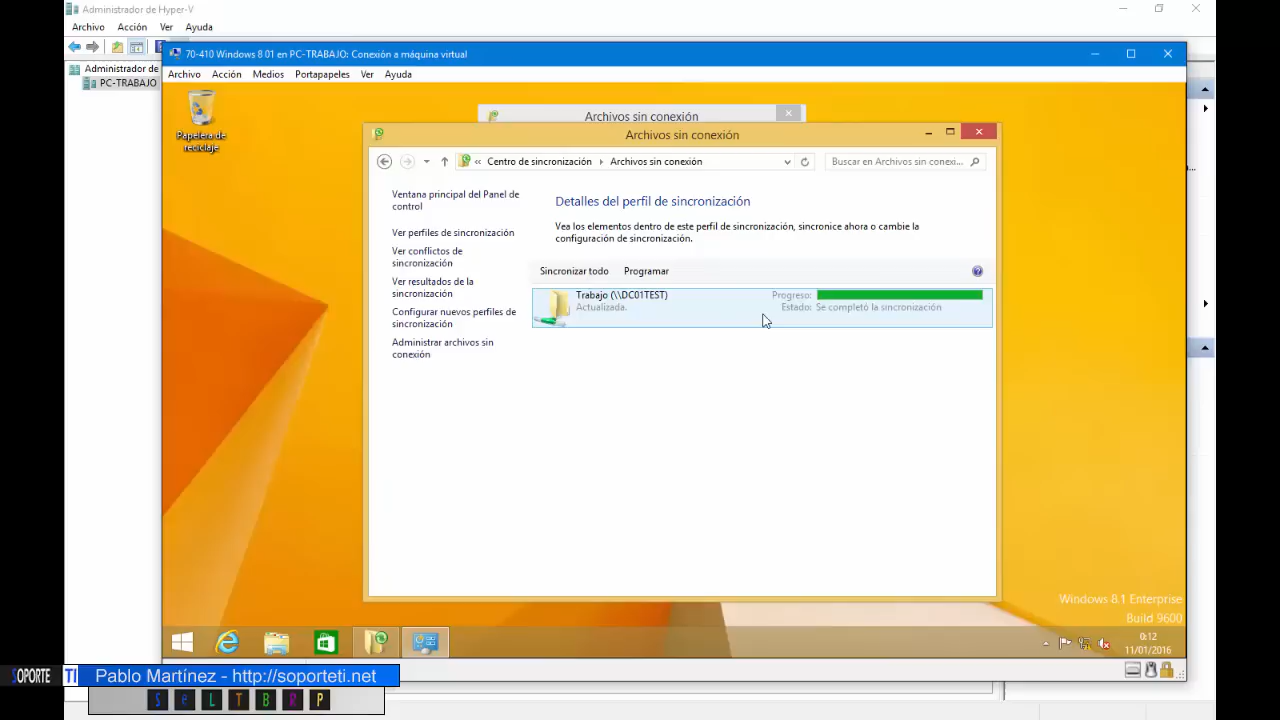 Administrador de Hyper-V
Archivo Acción Ver Ayuda
Administrador de
PC-TRABAJO
70-410 Windows 8 01 en PC-TRABAJO: Conexión a máquina virtual
Archivo Acción Medios Portapapeles Ver Ayuda
Papelera de
reciclaje
Archivos sin conexión
Archivos sin conexión
« Centro de sincronización Archivos sin conexión
Buscar en Archivos sin conexi...
Ventana principal del Panel de
control
Ver perfiles de sincronización
Ver conflictos de
sincronización
Ver resultados de la
sincronización
Configurar nuevos perfiles de
sincronización
Administrar archivos sin
conexión
Detalles del perfil de sincronización
Vea los elementos dentro de este perfil de sincronización, sincronice ahora o cambie la
configuración de sincronización.
Sincronizar todo Programar
Trabajo (\\DC01TEST)
Actualizada.
Progreso:
Estado: Se completó la sincronización
Windows 8.1 Enterprise
Build 9600
0:12
11/01/2016
SOPORTE TI Pablo Martínez - http://soporteti.net
S e L T B R P